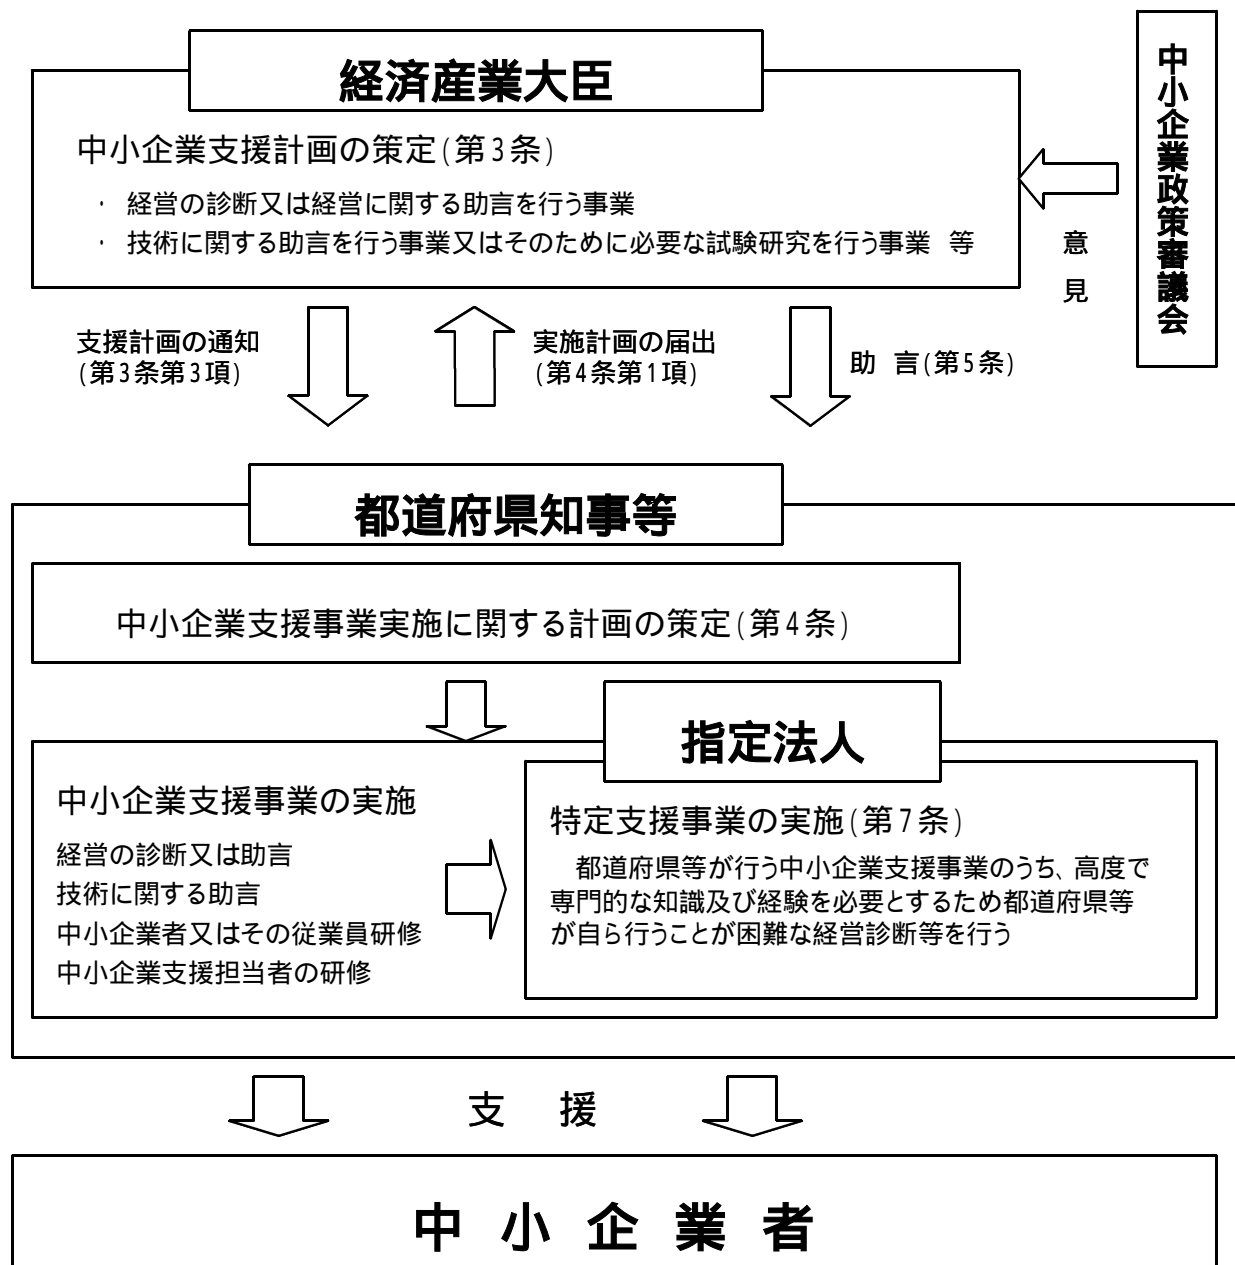 経済産業大臣
中小企業支援計画の策定(第3条)
・ 経営の診断又は経営に関する助言を行う事業
・ 技術に関する助言を行う事業又はそのために必要な試験研究を行う事業 等
中小企業政策審議会
意
見
支援計画の通知
(第3条第3項)
実施計画の届出
(第4条第1項)
助 言(第5条)
都道府県知事等
中小企業支援事業実施に関する計画の策定(第4条)
指定法人
中小企業支援事業の実施
経営の診断又は助言
技術に関する助言
中小企業者又はその従業員研修
中小企業支援担当者の研修
特定支援事業の実施(第7条)
都道府県等が行う中小企業支援事業のうち、高度で
専門的な知識及び経験を必要とするため都道府県等
が自ら行うことが困難な経営診断等を行う
支 援
中 小 企 業 者